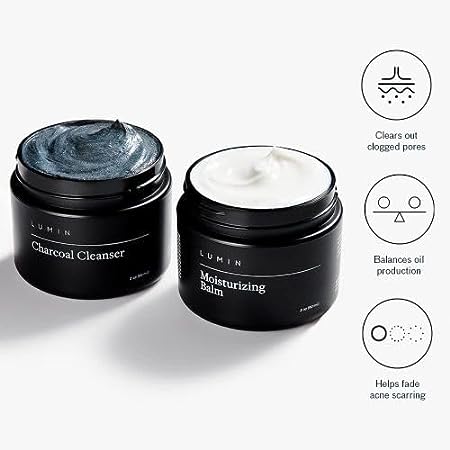 LUMIN
Charcoal Cleanser
LUMIN
Moisturizing
Balm
Clears out
clogged pores
Balances oil
production
Helps fade
acne scarring